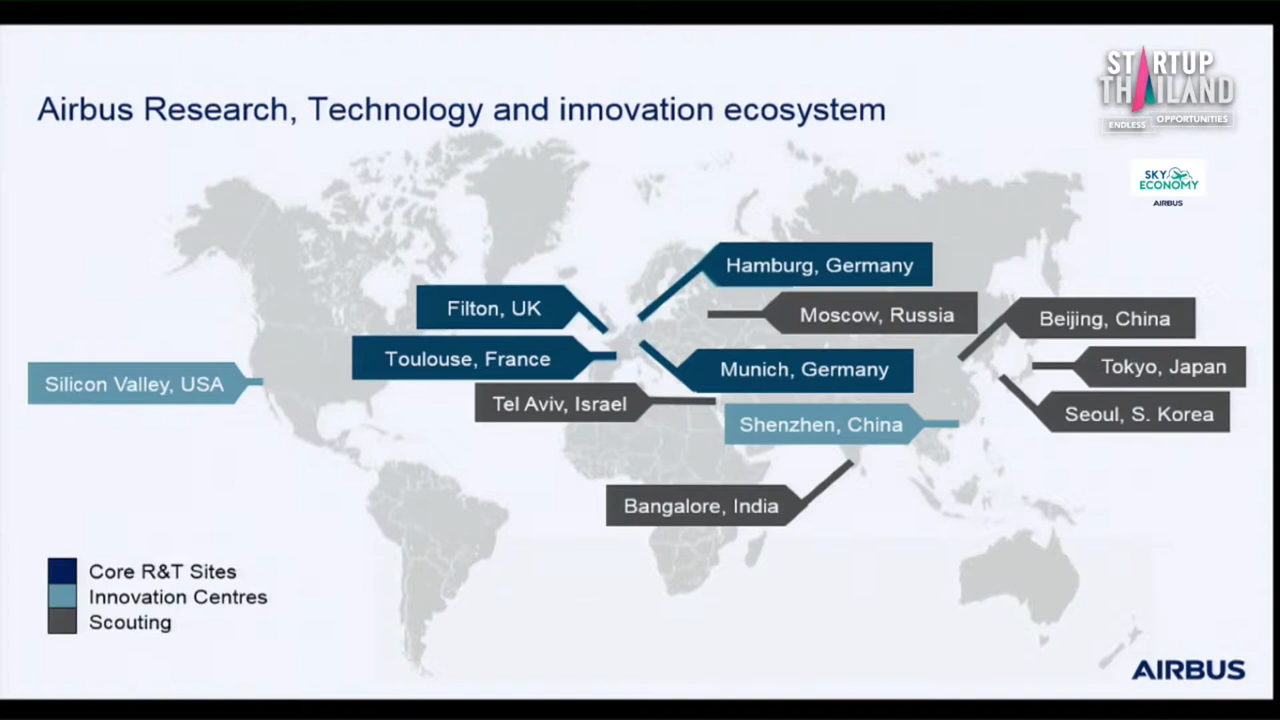 STARTUP
THAILAND
ENDLESS OPPORTUNITIES
Airbus Research, Technology and innovation ecosystem
SKY
ECONOMY
AIRBUS
Hamburg, Germany
Filton, UK
Moscow, Russia
Beijing, China
Toulouse, France
Munich, Germany
Tokyo, Japan
Silicon Valley, USA
Tel Aviv, Israel
Shenzhen, China
Seoul, S. Korea
Bangalore, India
Core R&T Sites
Innovation Centres
Scouting
AIRBUS